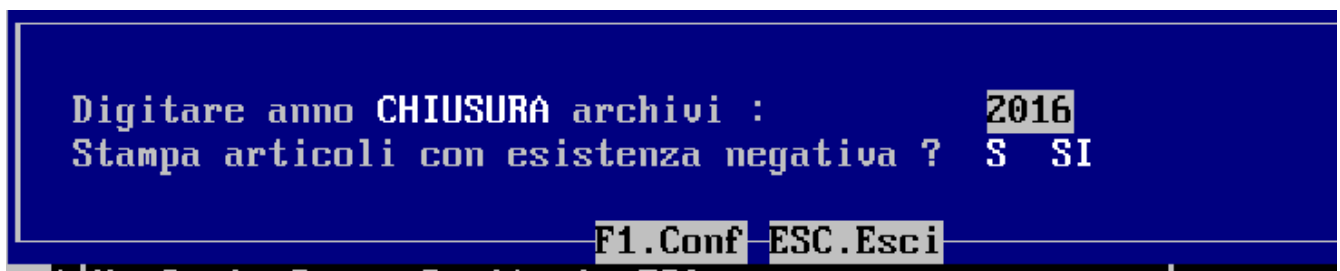 Digitare anno CHIUSURA archivi : 2016
Stampa articoli con esistenza negativa ? S SI
F1.Conf ESC.Esci